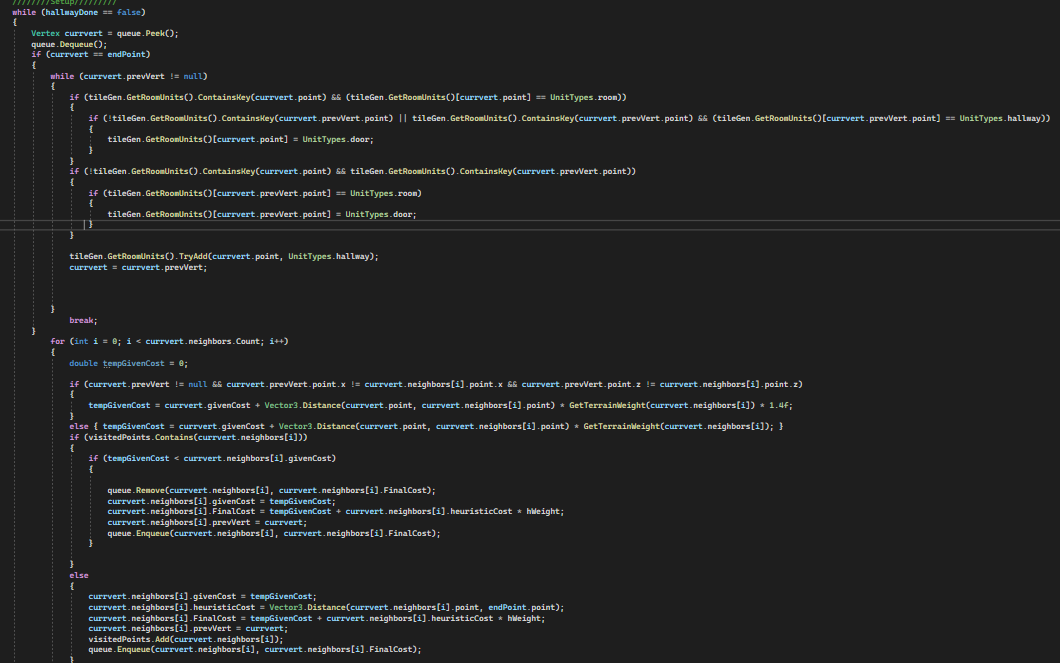 ////////Setup/////////
while (hallwayDone == false)
{
Vertex currvert = queue.Peek();
queue.Dequeue();
if (currvert == endPoint)
{
while (currvert.prevVert != null)
{
if (tileGen.GetRoomUnits().ContainsKey(currvert.point) && (tileGen.GetRoomUnits()[currvert.point] == UnitTypes.room))
{
if (!tileGen.GetRoomUnits().ContainsKey(currvert.prevVert.point) || tileGen.GetRoomUnits().ContainsKey(currvert.prevVert.point) && (tileGen.GetRoomUnits()[currvert.prevVert.point] == UnitTypes.hallway))
{
tileGen.GetRoomUnits()[currvert.point] = UnitTypes.door;
}
}
if (!tileGen.GetRoomUnits().ContainsKey(currvert.point) && tileGen.GetRoomUnits().ContainsKey(currvert.prevVert.point))
{
if (tileGen.GetRoomUnits()[currvert.prevVert.point] == UnitTypes.room)
{
tileGen.GetRoomUnits()[currvert.prevVert.point] = UnitTypes.door;
}
}
tileGen.GetRoomUnits().TryAdd(currvert.point, UnitTypes.hallway);
currvert = currvert.prevVert;
}
break;
}
for (int i = 0; i < currvert.neighbors.Count; i++)
{
double tempGivenCost = 0;
if (currvert.prevVert != null && currvert.prevVert.point.x != currvert.neighbors[i].point.x && currvert.prevVert.point.z != currvert.neighbors[i].point.z)
{
tempGivenCost = currvert.givenCost + Vector3.Distance(currvert.point, currvert.neighbors[i].point) * GetTerrainWeight(currvert.neighbors[i]) * 1.4f;
}
else { tempGivenCost = currvert.givenCost + Vector3.Distance(currvert.point, currvert.neighbors[i].point) * GetTerrainWeight(currvert.neighbors[i]); }
if (visitedPoints.Contains(currvert.neighbors[i]))
{
if (tempGivenCost < currvert.neighbors[i].givenCost)
{
queue.Remove(currvert.neighbors[i], currvert.neighbors[i].FinalCost);
currvert.neighbors[i].givenCost = tempGivenCost;
currvert.neighbors[i].FinalCost = tempGivenCost + currvert.neighbors[i].heuristicCost * hWeight;
currvert.neighbors[i].prevVert = currvert;
queue.Enqueue(currvert.neighbors[i], currvert.neighbors[i].FinalCost);
}
}
else
{
currvert.neighbors[i].givenCost = tempGivenCost;
currvert.neighbors[i].heuristicCost = Vector3.Distance(currvert.neighbors[i].point, endPoint.point);
currvert.neighbors[i].FinalCost = tempGivenCost + currvert.neighbors[i].heuristicCost * hWeight;
currvert.neighbors[i].prevVert = currvert;
visitedPoints.Add(currvert.neighbors[i]);
queue.Enqueue(currvert.neighbors[i], currvert.neighbors[i].FinalCost);
}